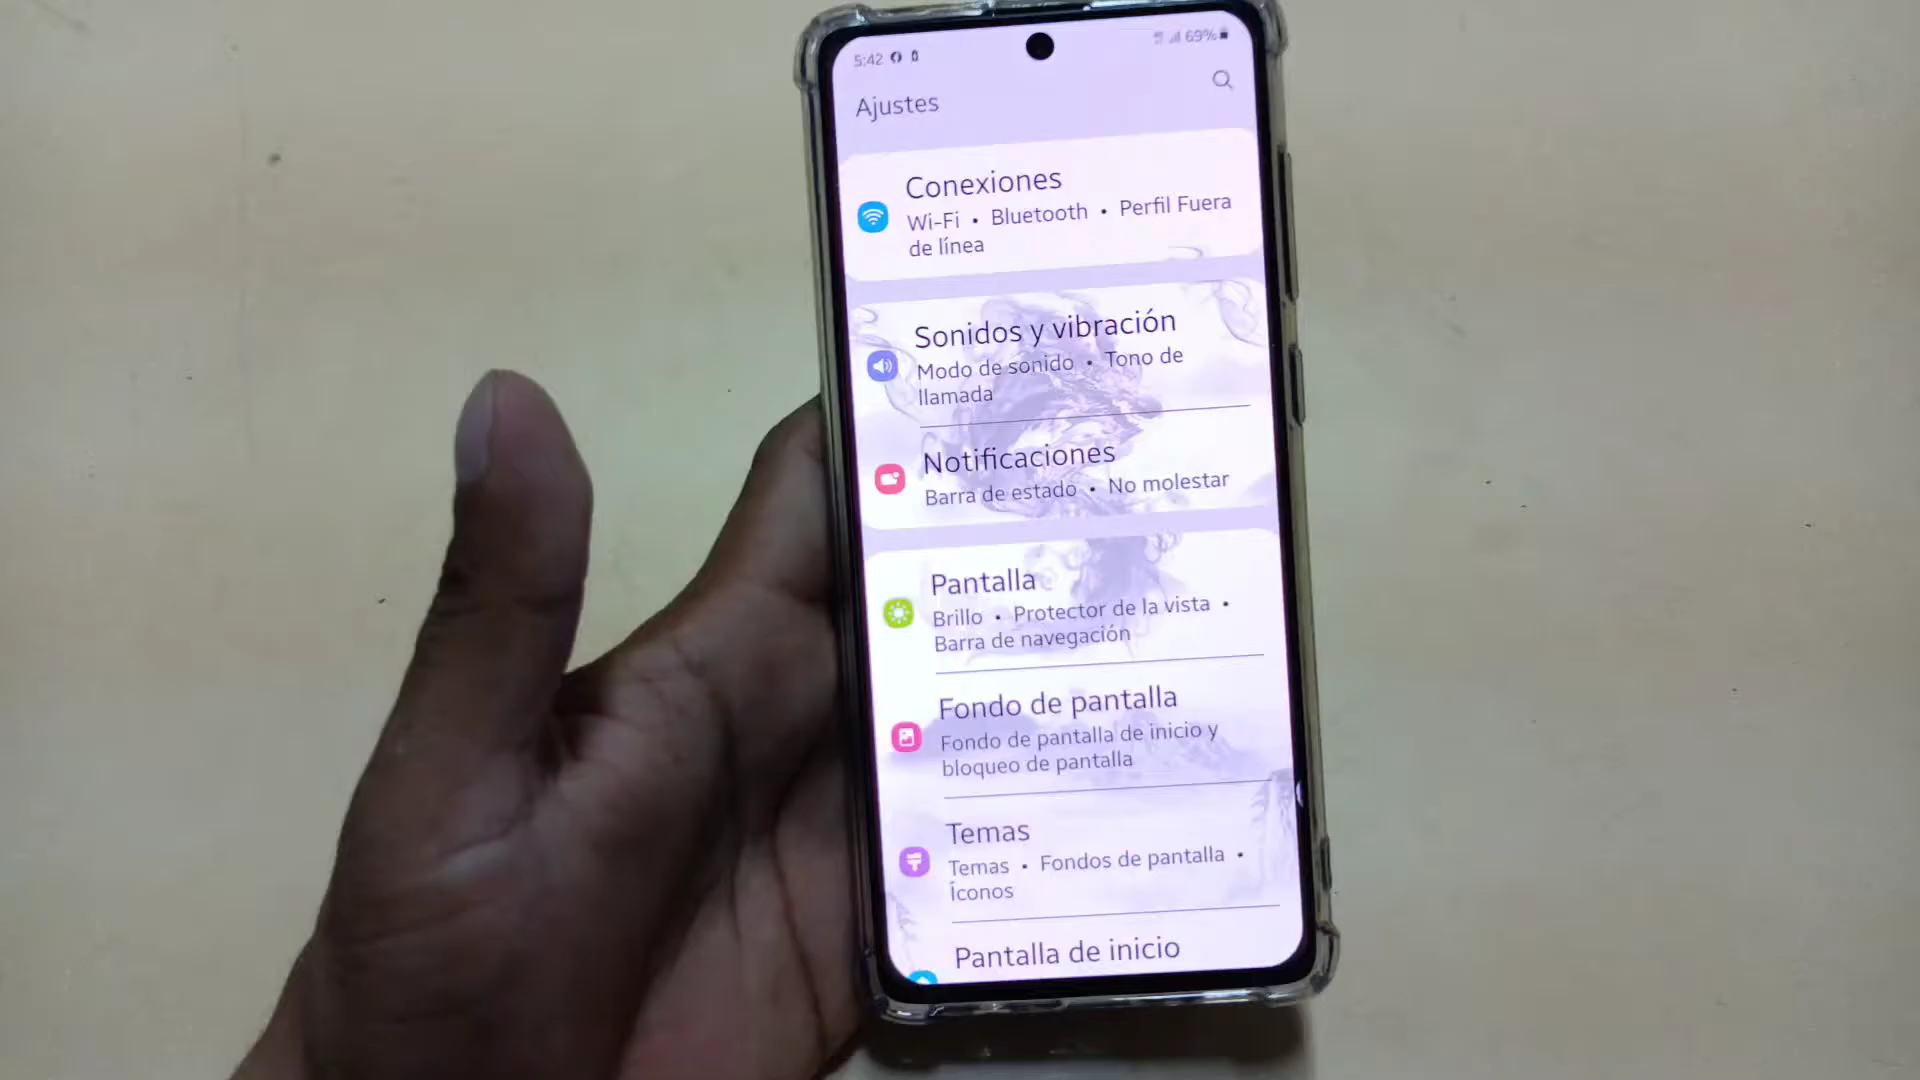 5:42
69%
Ajustes
Conexiones
Wi-Fi • Bluetooth • Perfil Fuera
de línea
Sonidos y vibración
Modo de sonido • Tono de
llamada
Notificaciones
Barra de estado • No molestar
Pantalla
Brillo • Protector de la vista •
Barra de navegación
Fondo de pantalla
Fondo de pantalla de inicio y
bloqueo de pantalla
Temas
Temas • Fondos de pantalla •
Íconos
Pantalla de inicio